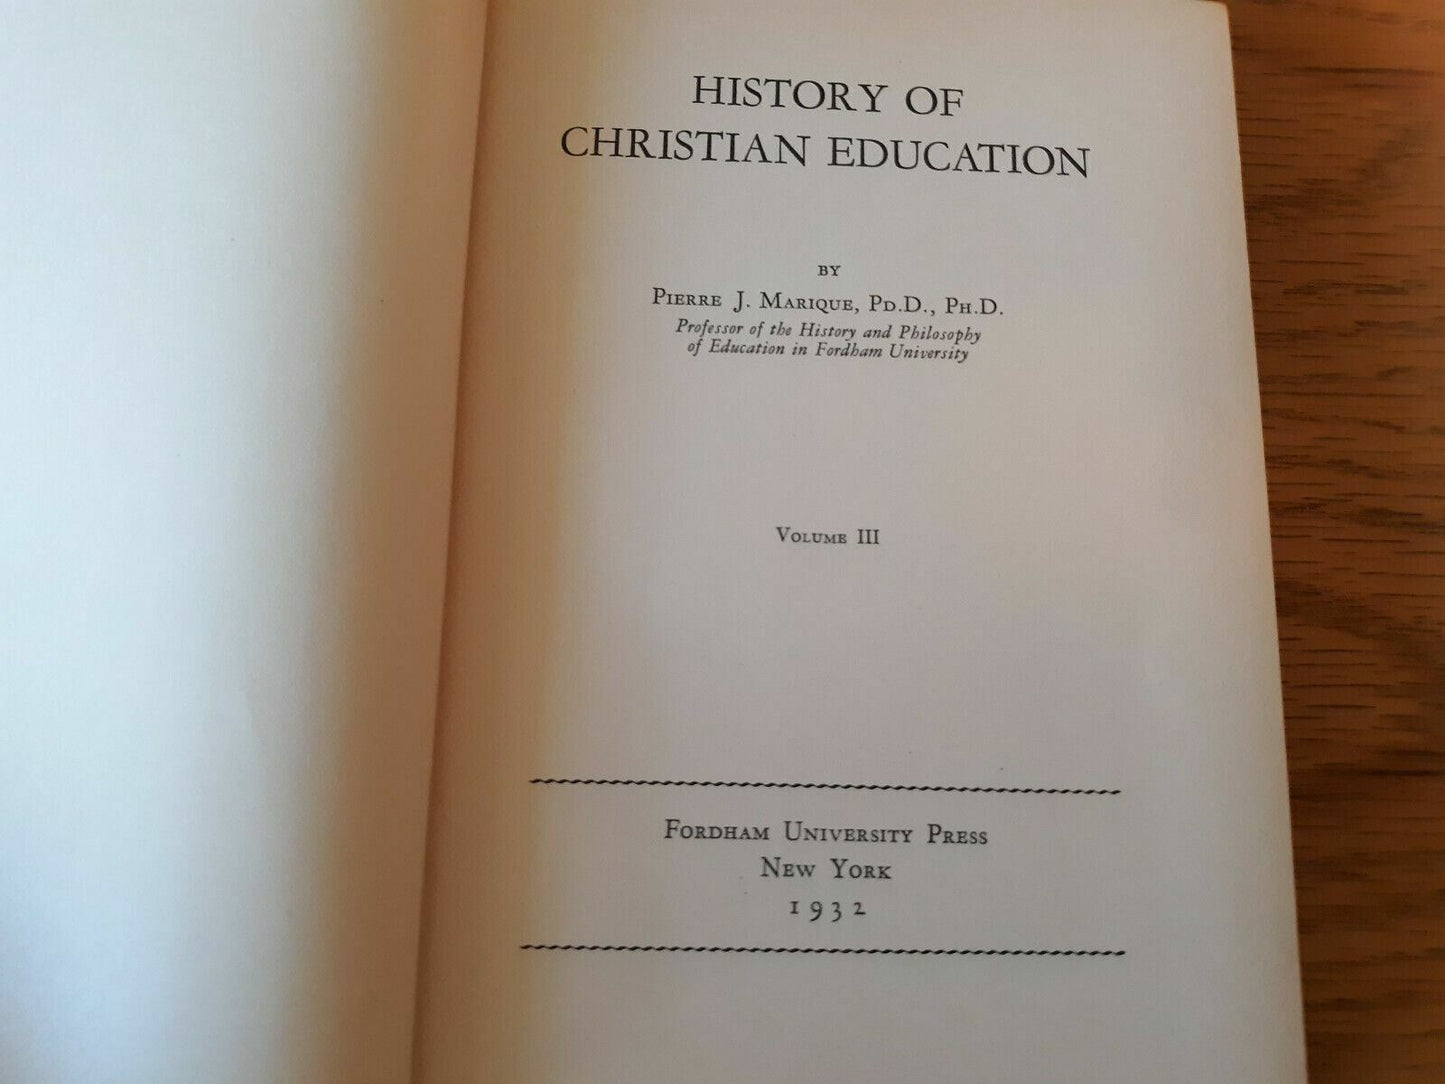 HISTORY OF
CHRISTIAN EDUCATION
BY
PIERRE J. MARIQUE, PD.D., PH.D.
Professor of the History and Philosophy
of Education in Fordham University
VOLUME III
FORDHAM UNIVERSITY PRESS
NEW YORK
1932